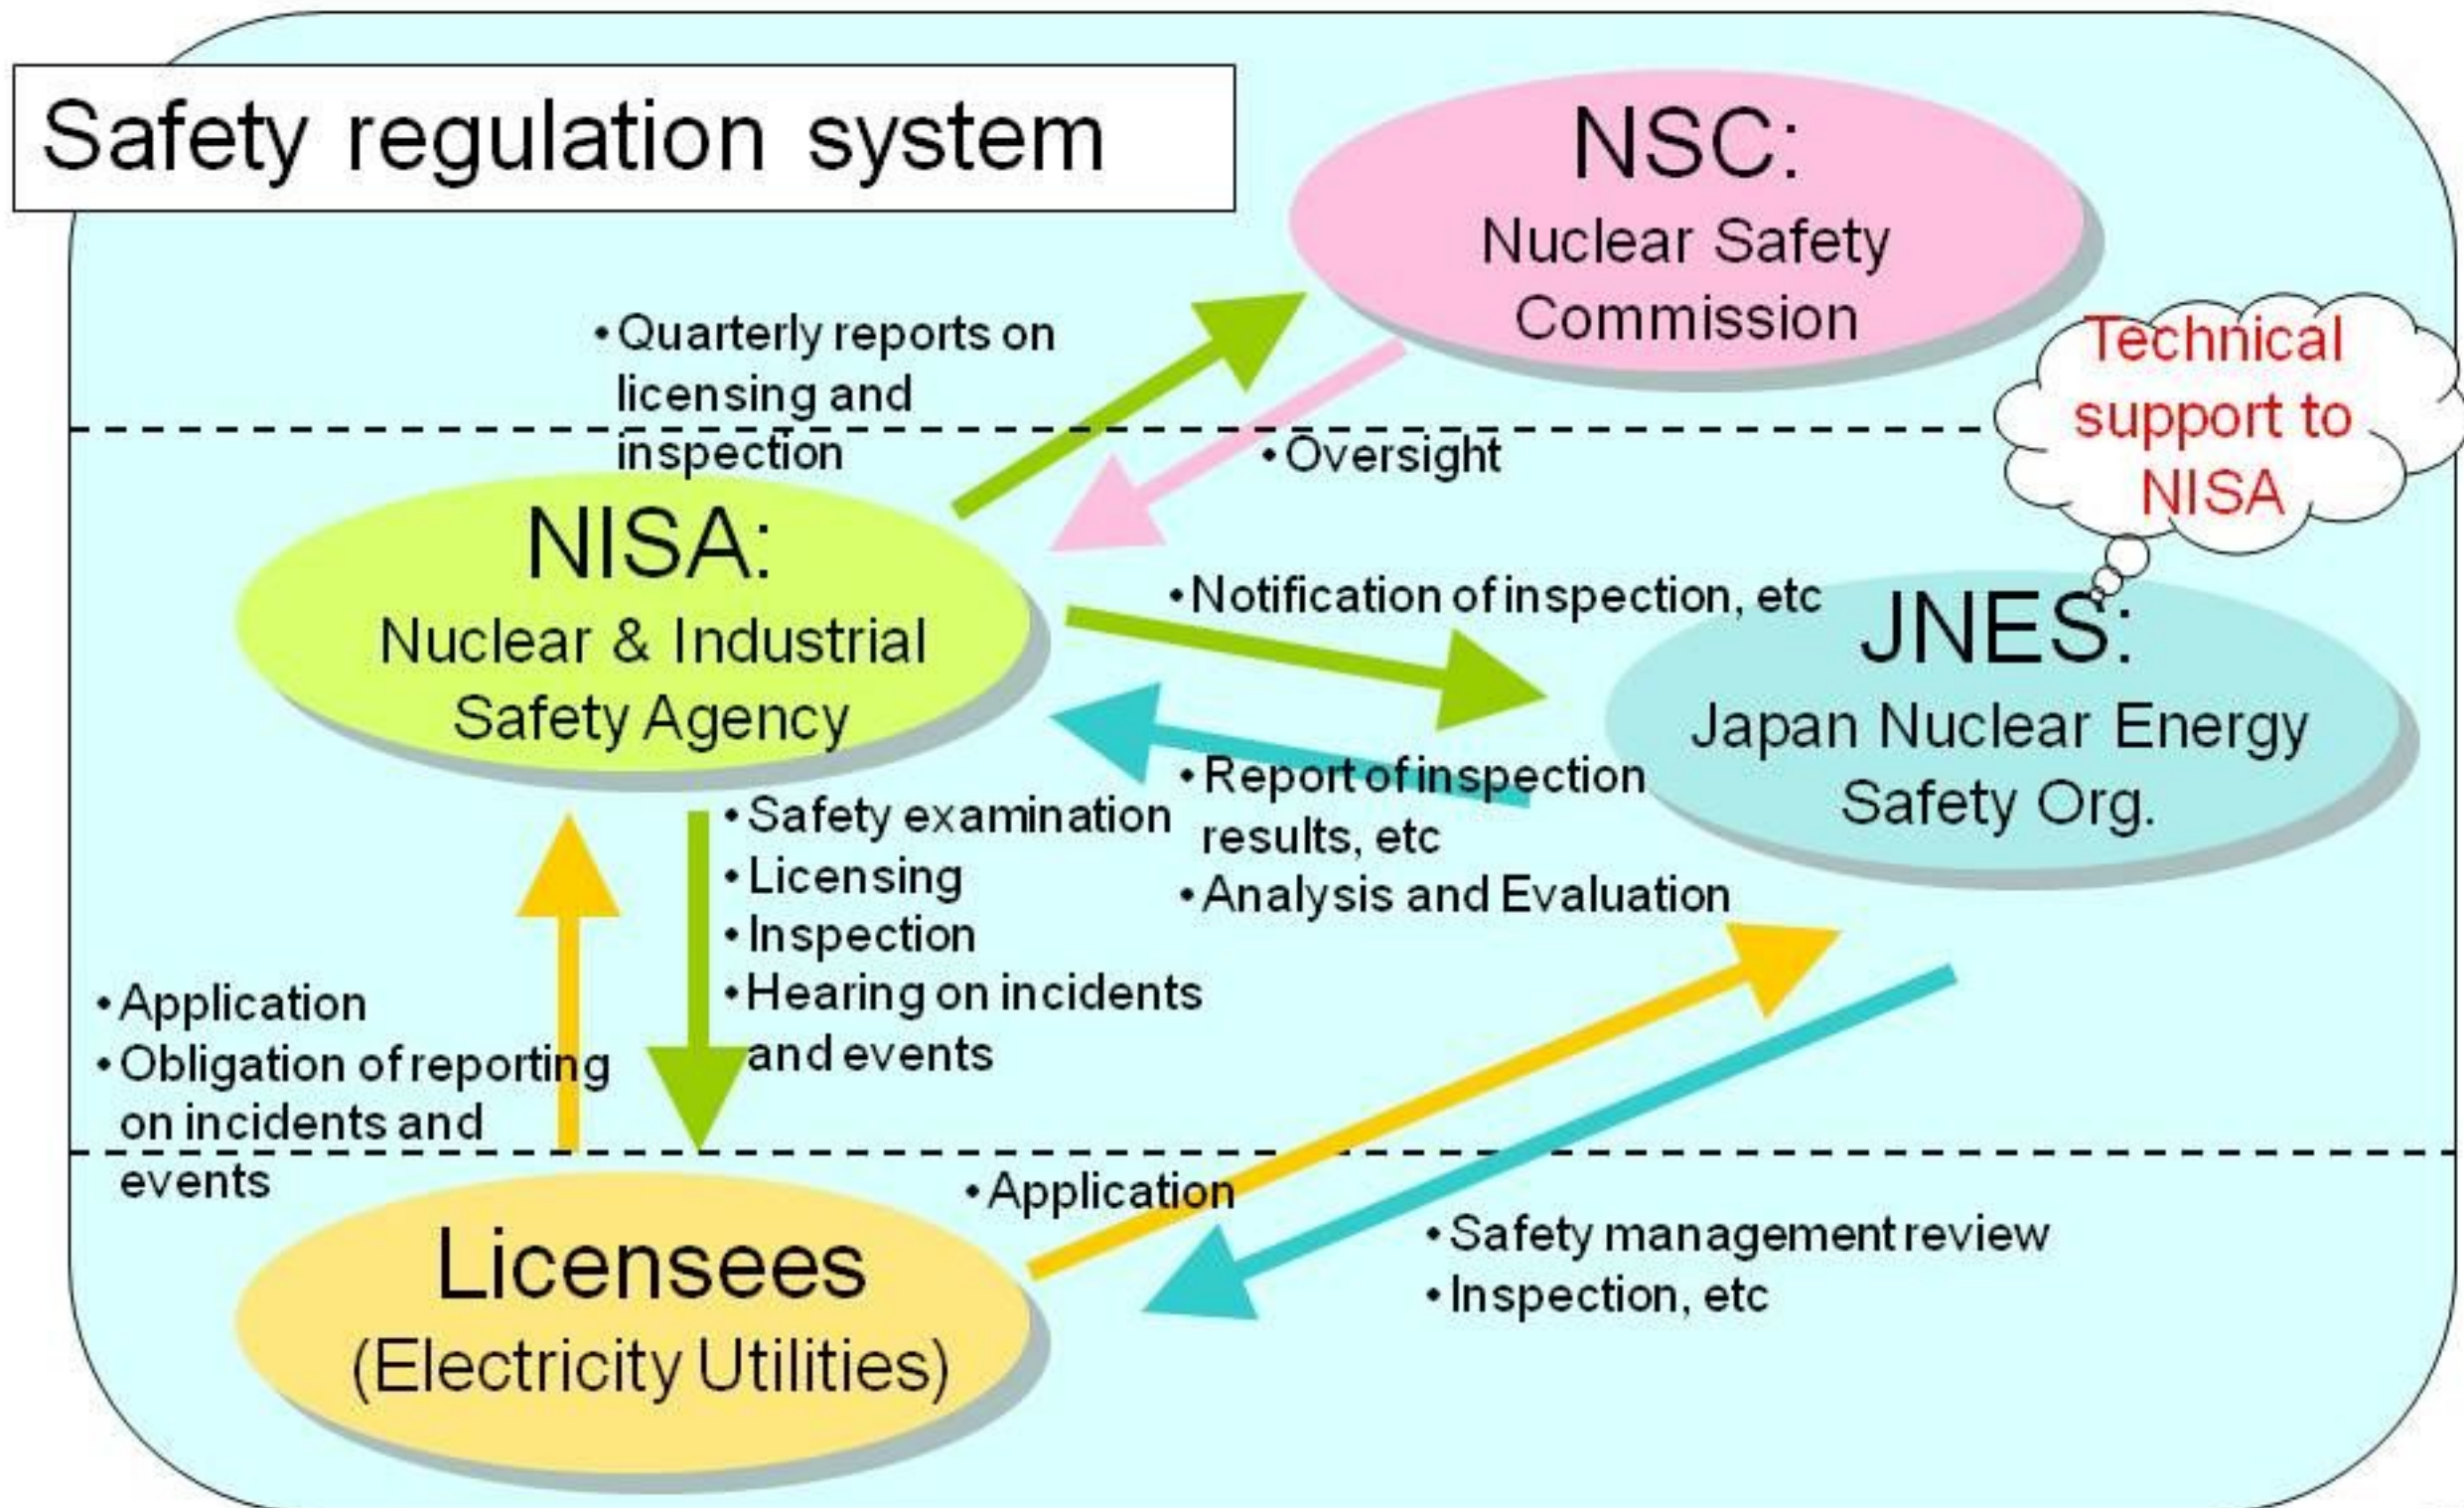 Safety regulation system
NSC:
Nuclear Safety
Commission
Technical
support to
NISA
• Quarterly reports on
licensing and
inspection
• Oversight
NISA:
Nuclear & Industrial
Safety Agency
• Notification of inspection, etc
JNES:
Japan Nuclear Energy
Safety Org.
• Report of inspection
results, etc
• Analysis and Evaluation
• Safety examination
• Licensing
• Inspection
• Hearing on incidents
and events
• Application
• Obligation of reporting
on incidents and
events
• Application
• Safety management review
• Inspection, etc
Licensees
(Electricity Utilities)